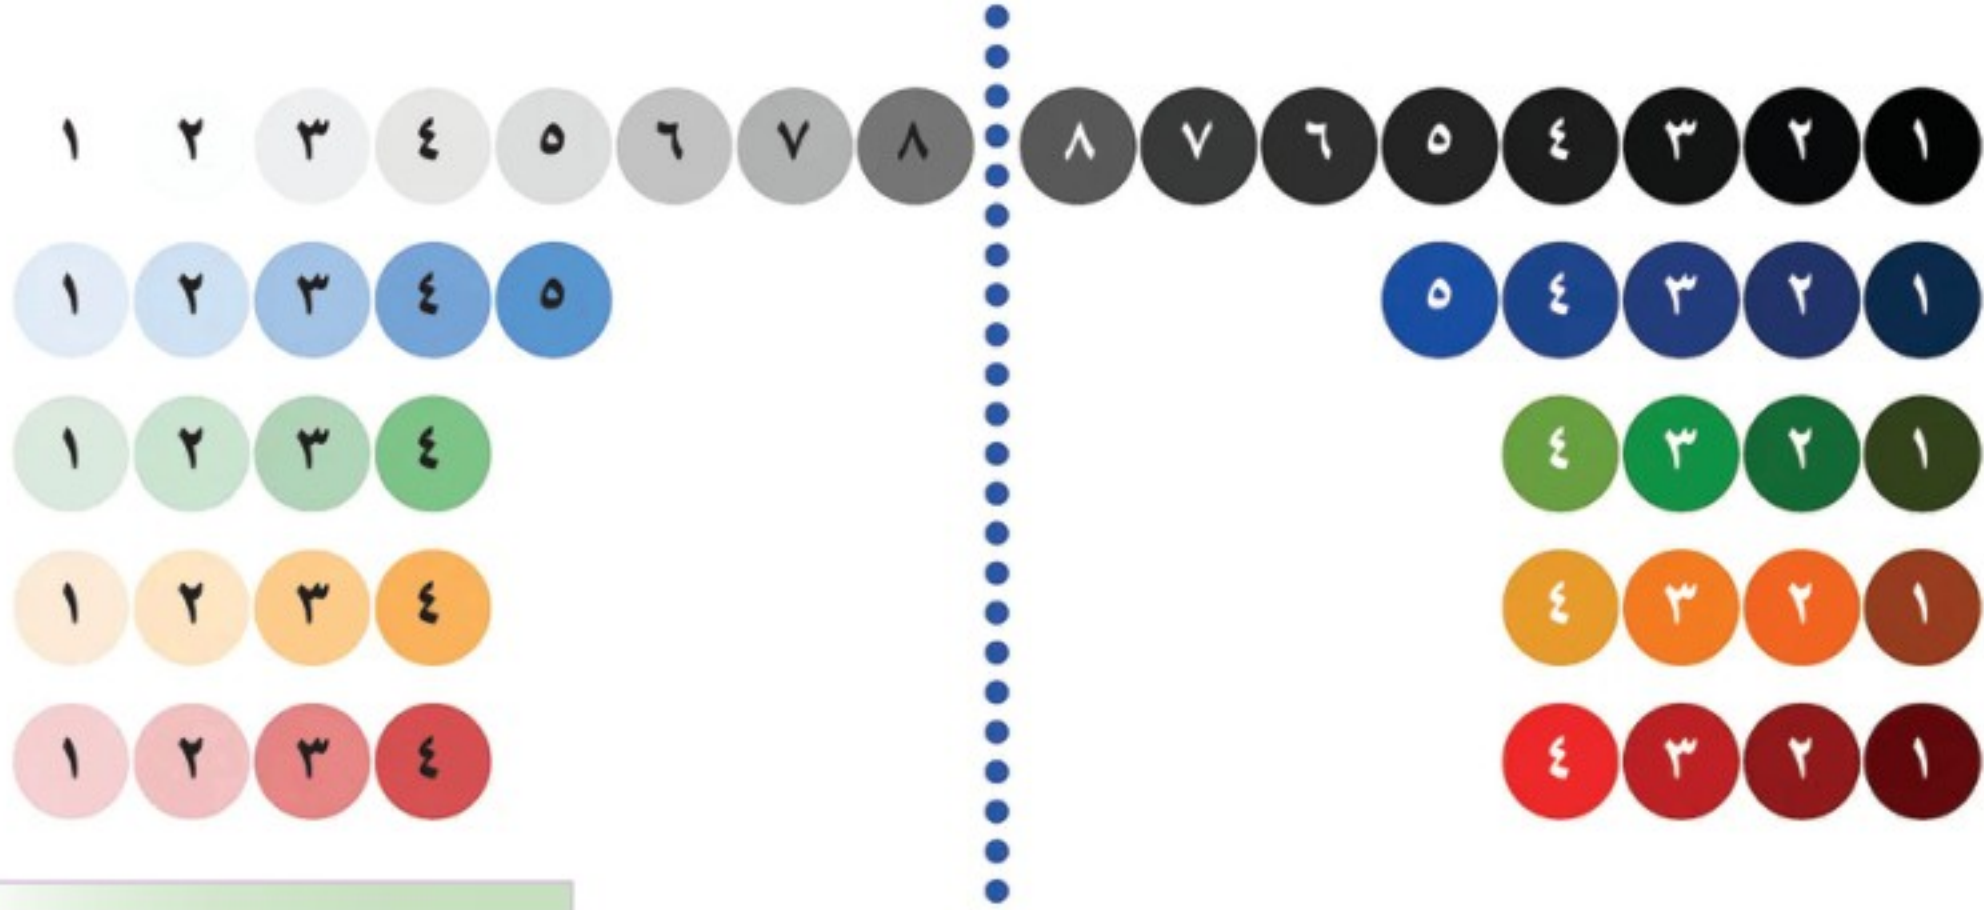 ١ ٢ ٣ ٤ ٥ ٦ ٧ ٨ ٨ ٧ ٦ ٥ ٤ ٣ ٢ ١
١ ٢ ٣ ٤ ٥ ٥ ٤ ٣ ٢ ١
١ ٢ ٣ ٤ ٤ ٣ ٢ ١
١ ٢ ٣ ٤ ٤ ٣ ٢ ١
١ ٢ ٣ ٤ ٤ ٣ ٢ ١